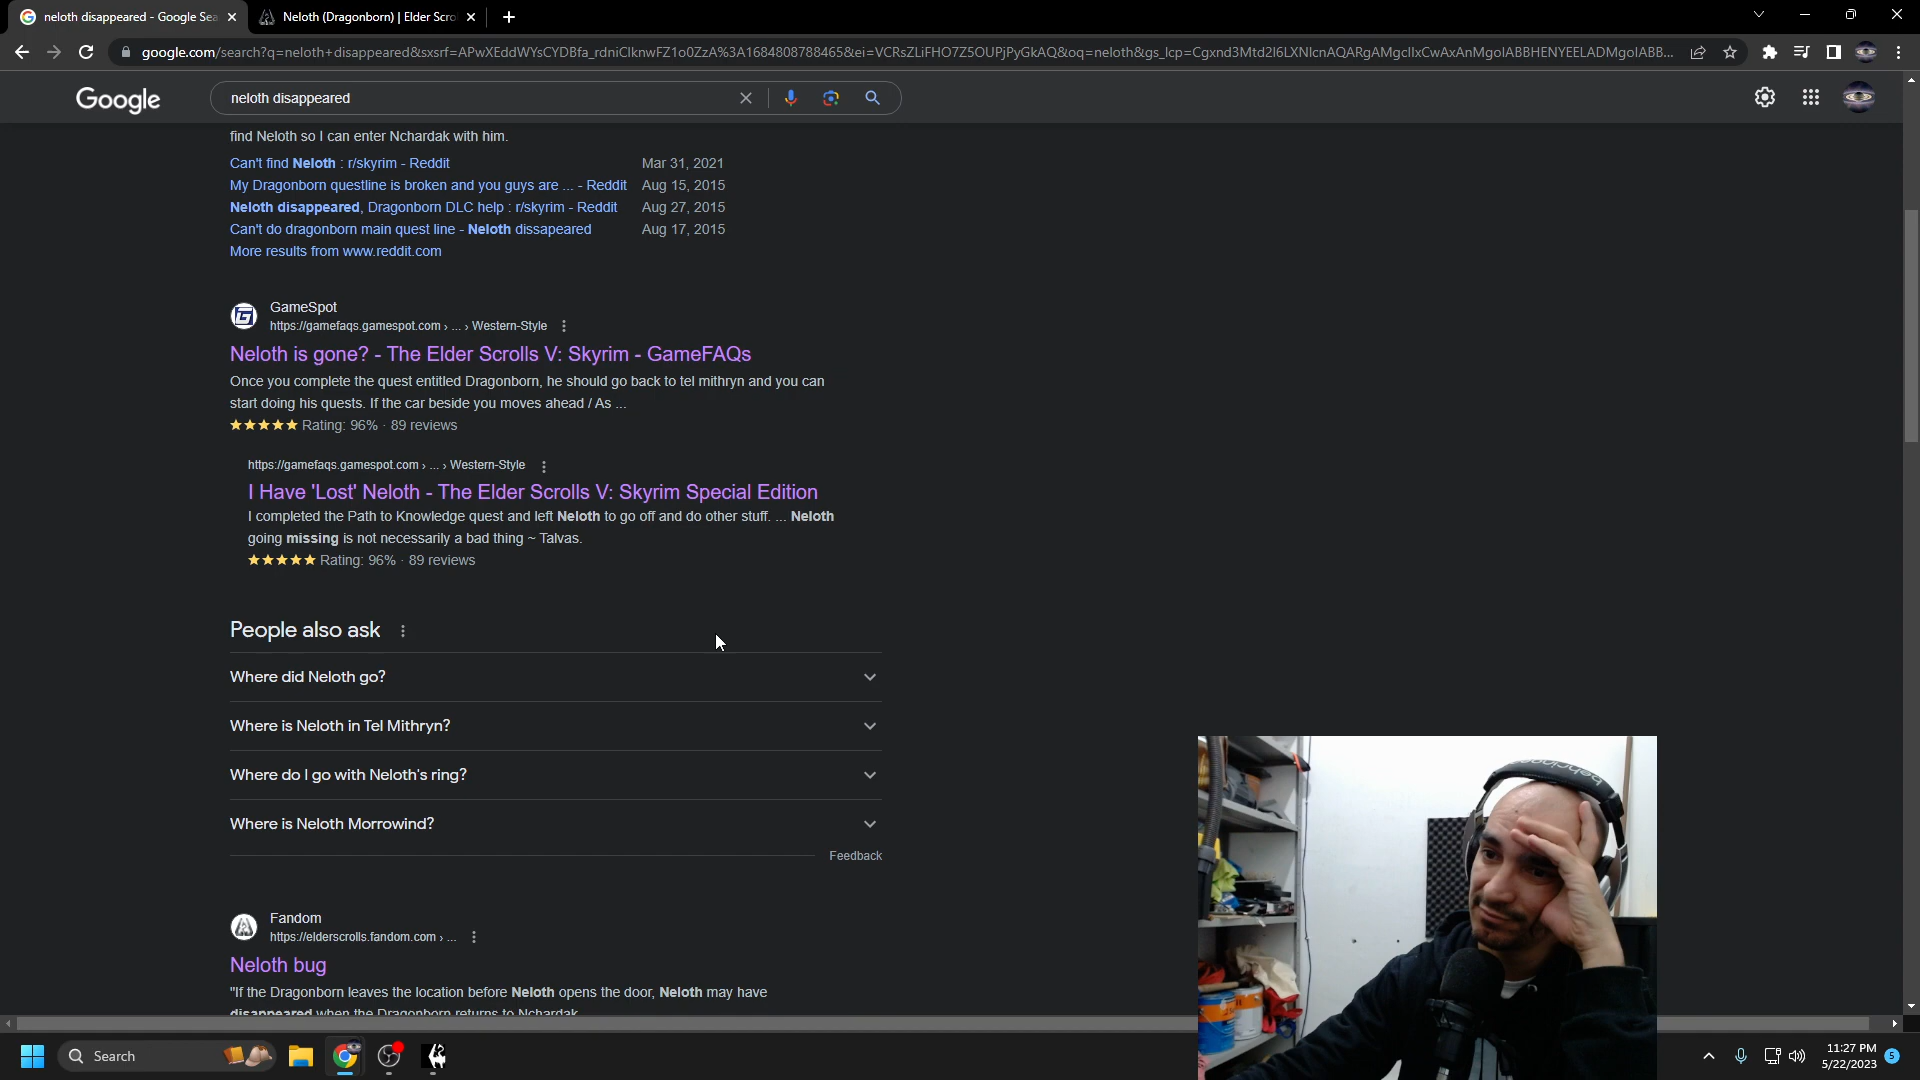 neloth disappeared - Google Sea
Neloth (Dragonborn) | Elder Scro
google.com/search?q=neloth+disappeared&sxsrf=APwXEddWYsCYDBfa_rdniClknwFZ1o0ZzA%3A1684808788465&ei=VCRsZLiFHO7Z5OUPjPyGkAQ&oq=neloth&gs_lcp=Cgxnd3Mtd2l6LXNlcnAQARgAMgcIIxCwAxAnMgoIABBHENYEELADMgoIABB...
Google
neloth disappeared
find Neloth so I can enter Nchardak with him.
Can't find Neloth : r/skyrim - Reddit Mar 31, 2021
My Dragonborn questline is broken and you guys are ... - Reddit Aug 15, 2015
Neloth disappeared, Dragonborn DLC help : r/skyrim - Reddit Aug 27, 2015
Can't do dragonborn main quest line - Neloth dissapeared Aug 17, 2015
More results from www.reddit.com
GameSpot
https://gamefaqs.gamespot.com › ... › Western-Style
Neloth is gone? - The Elder Scrolls V: Skyrim - GameFAQs
Once you complete the quest entitled Dragonborn, he should go back to tel mithryn and you can
start doing his quests. If the car beside you moves ahead / As ...
Rating: 96% · 89 reviews
https://gamefaqs.gamespot.com › ... › Western-Style
I Have 'Lost' Neloth - The Elder Scrolls V: Skyrim Special Edition
I completed the Path to Knowledge quest and left Neloth to go off and do other stuff. ... Neloth
going missing is not necessarily a bad thing ~ Talvas.
Rating: 96% · 89 reviews
People also ask
Where did Neloth go?
Where is Neloth in Tel Mithryn?
Where do I go with Neloth's ring?
Where is Neloth Morrowind?
Feedback
Fandom
https://elderscrolls.fandom.com › ...
Neloth bug
"If the Dragonborn leaves the location before Neloth opens the door, Neloth may have
disappeared when the Dragonborn returns to Nchardak
behringer
Search
11:27 PM
5/22/2023
5